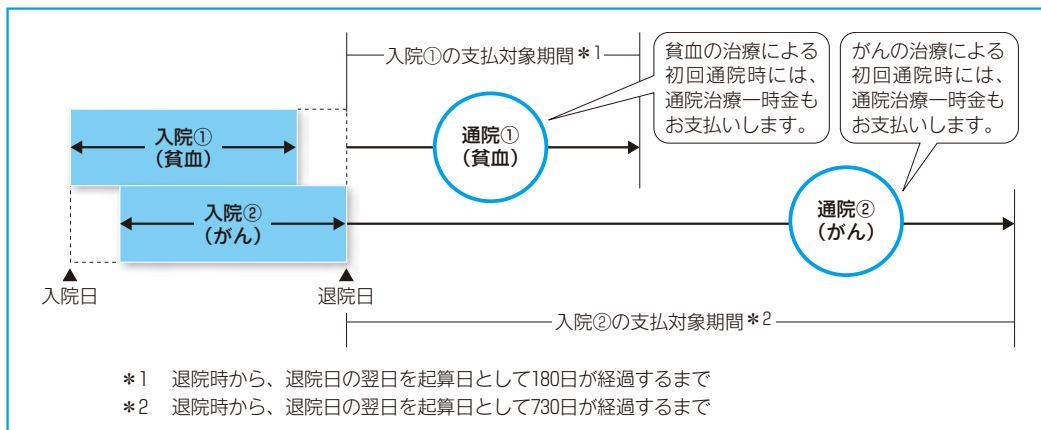 入院①の支払対象期間＊1
貧血の治療による
初回通院時には、
通院治療一時金も
お支払いします。
がんの治療による
初回通院時には、
通院治療一時金も
お支払いします。
入院①
（貧血）
通院①
（貧血）
入院②
（がん）
通院②
（がん）
入院日
退院日
入院②の支払対象期間＊2
＊1　退院時から、退院日の翌日を起算日として180日が経過するまで
＊2　退院時から、退院日の翌日を起算日として730日が経過するまで